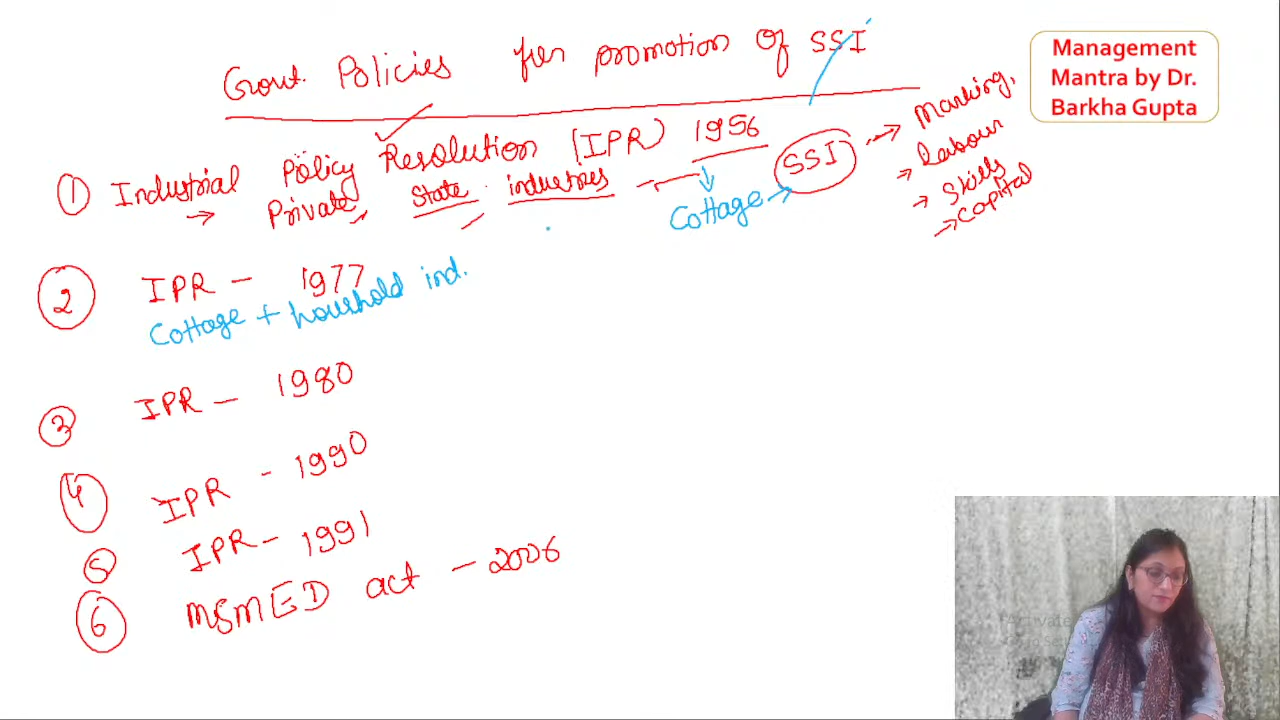 Govt. Policies for promotion of SSI
Management
Mantra by Dr.
Barkha Gupta
① Industrial Policy Resolution (IPR) 1956
→ Private State industries
Cottage → SSI → Marking.
→ labour
→ Skills
→ Capital
② IPR - 1977
Cottage + houshold ind.
③ IPR - 1980
④ IPR - 1990
⑤ IPR - 1991
⑥ MSMED act - 2006